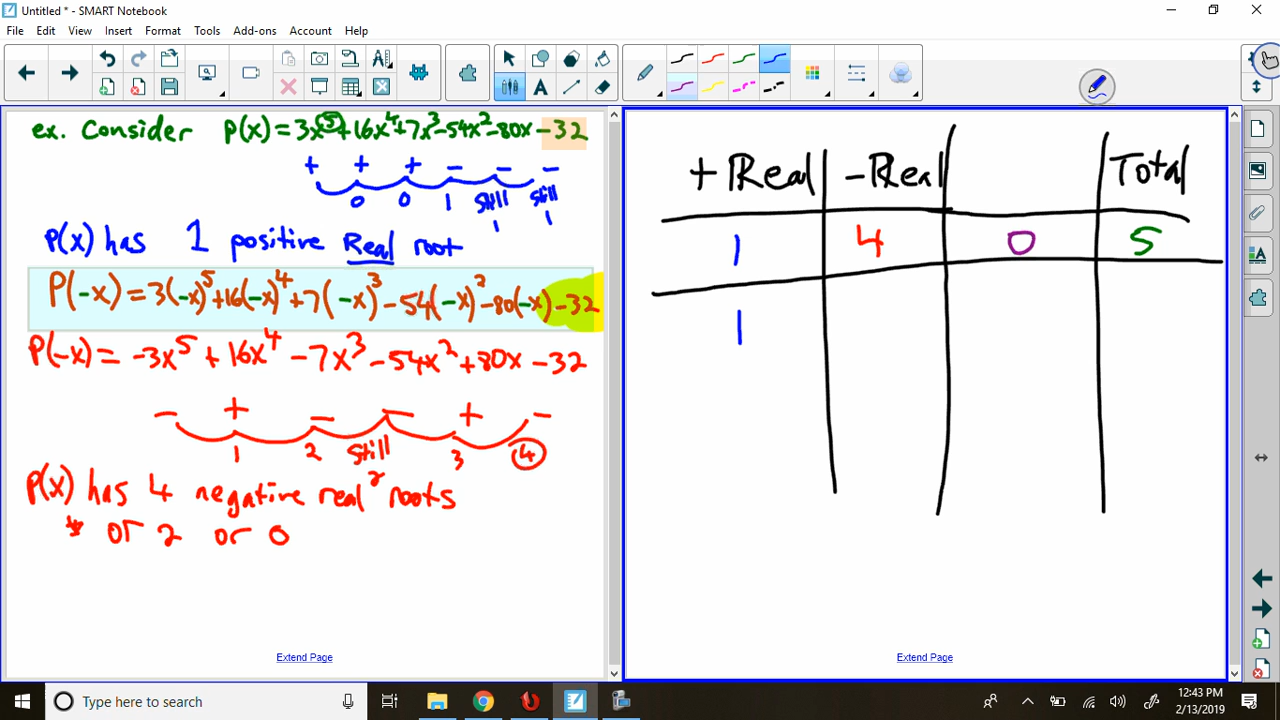 Untitled * - SMART Notebook
File Edit View Insert Format Tools Add-ons Account Help
ex. Consider P(x) = 3x⁵+16x⁴+7x³-54x²-80x-32
+ + + - - -
0 0 1 still still
1 1
P(x) has 1 positive Real root
P(-x) = 3(-x)⁵+16(-x)⁴+7(-x)³-54(-x)²-80(-x)-32
P(-x) = -3x⁵ + 16x⁴ - 7x³ - 54x² + 80x - 32
- + - - + -
1 2 still 3 4
P(x) has 4 negative real roots
* or 2 or 0
Extend Page
+ Real - Real Total
1 4 0 5
1
Extend Page
Type here to search
12:43 PM
2/13/2019